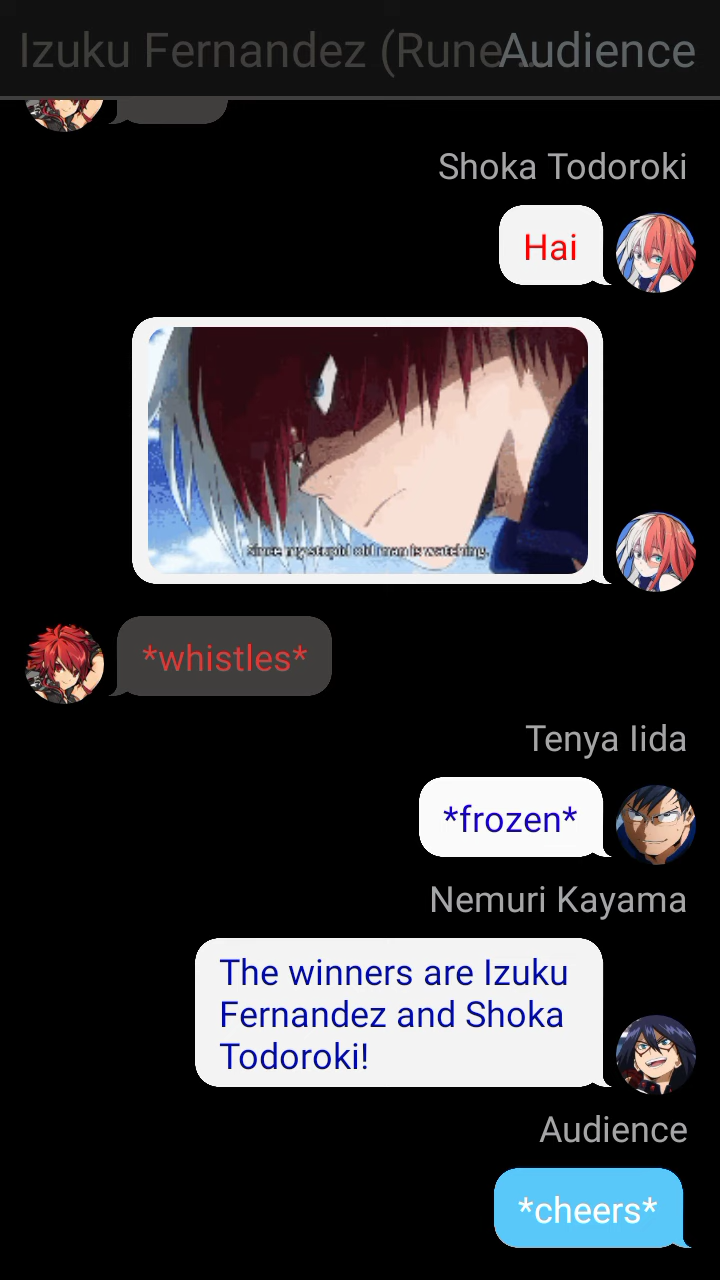 Izuku Fernandez (Rune
Audience
Shoka Todoroki
Hai
Since my stupid old man is watching.
*whistles*
Tenya Iida
*frozen*
Nemuri Kayama
The winners are Izuku
Fernandez and Shoka
Todoroki!
Audience
*cheers*